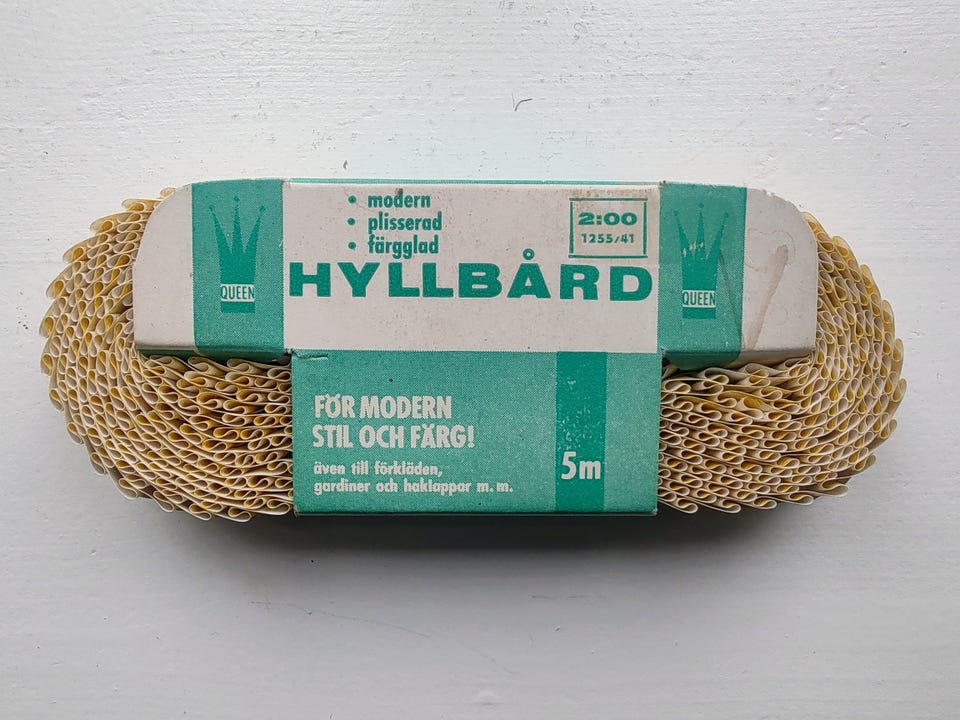 • modern
• plisserad
• färgglad
2:00
1255/41
HYLLBÅRD
QUEEN
QUEEN
FÖR MODERN
STIL OCH FÄRG!
även till förkläden,
gardiner och haklappar m. m.
5m